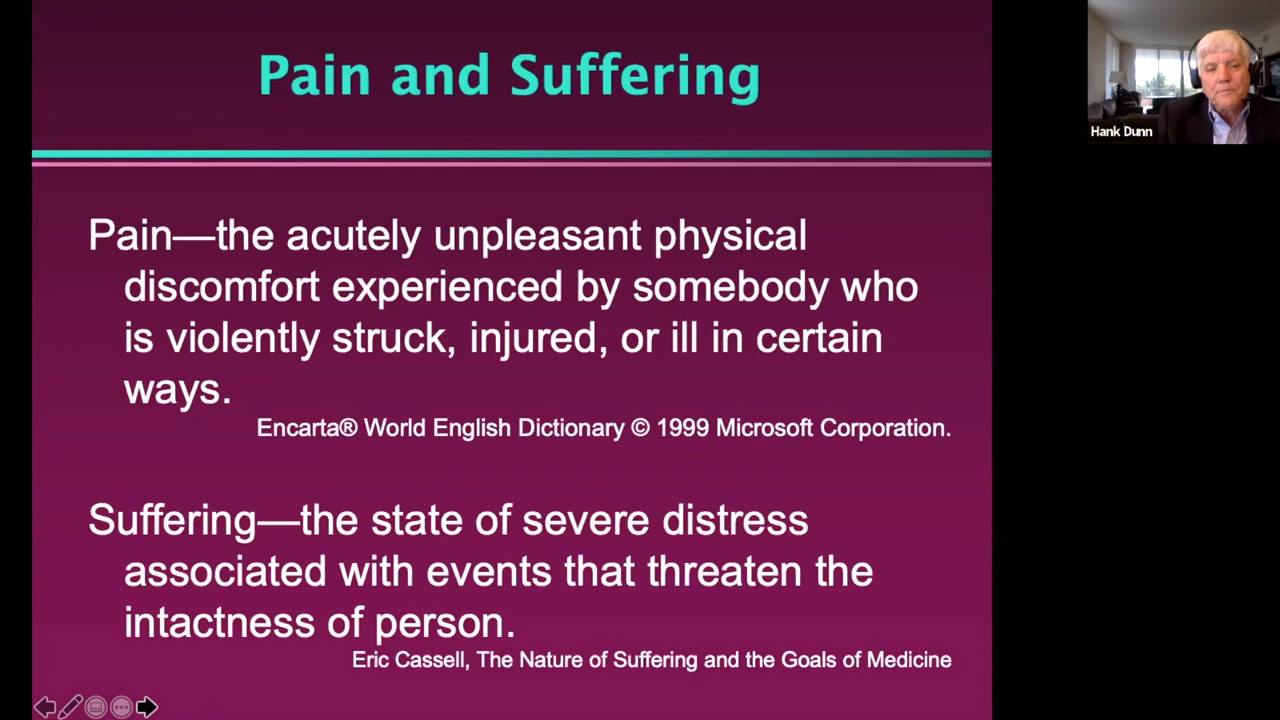 Pain and Suffering
Hank Dunn
Pain—the acutely unpleasant physical
discomfort experienced by somebody who
is violently struck, injured, or ill in certain
ways.
Encarta® World English Dictionary © 1999 Microsoft Corporation.
Suffering—the state of severe distress
associated with events that threaten the
intactness of person.
Eric Cassell, The Nature of Suffering and the Goals of Medicine